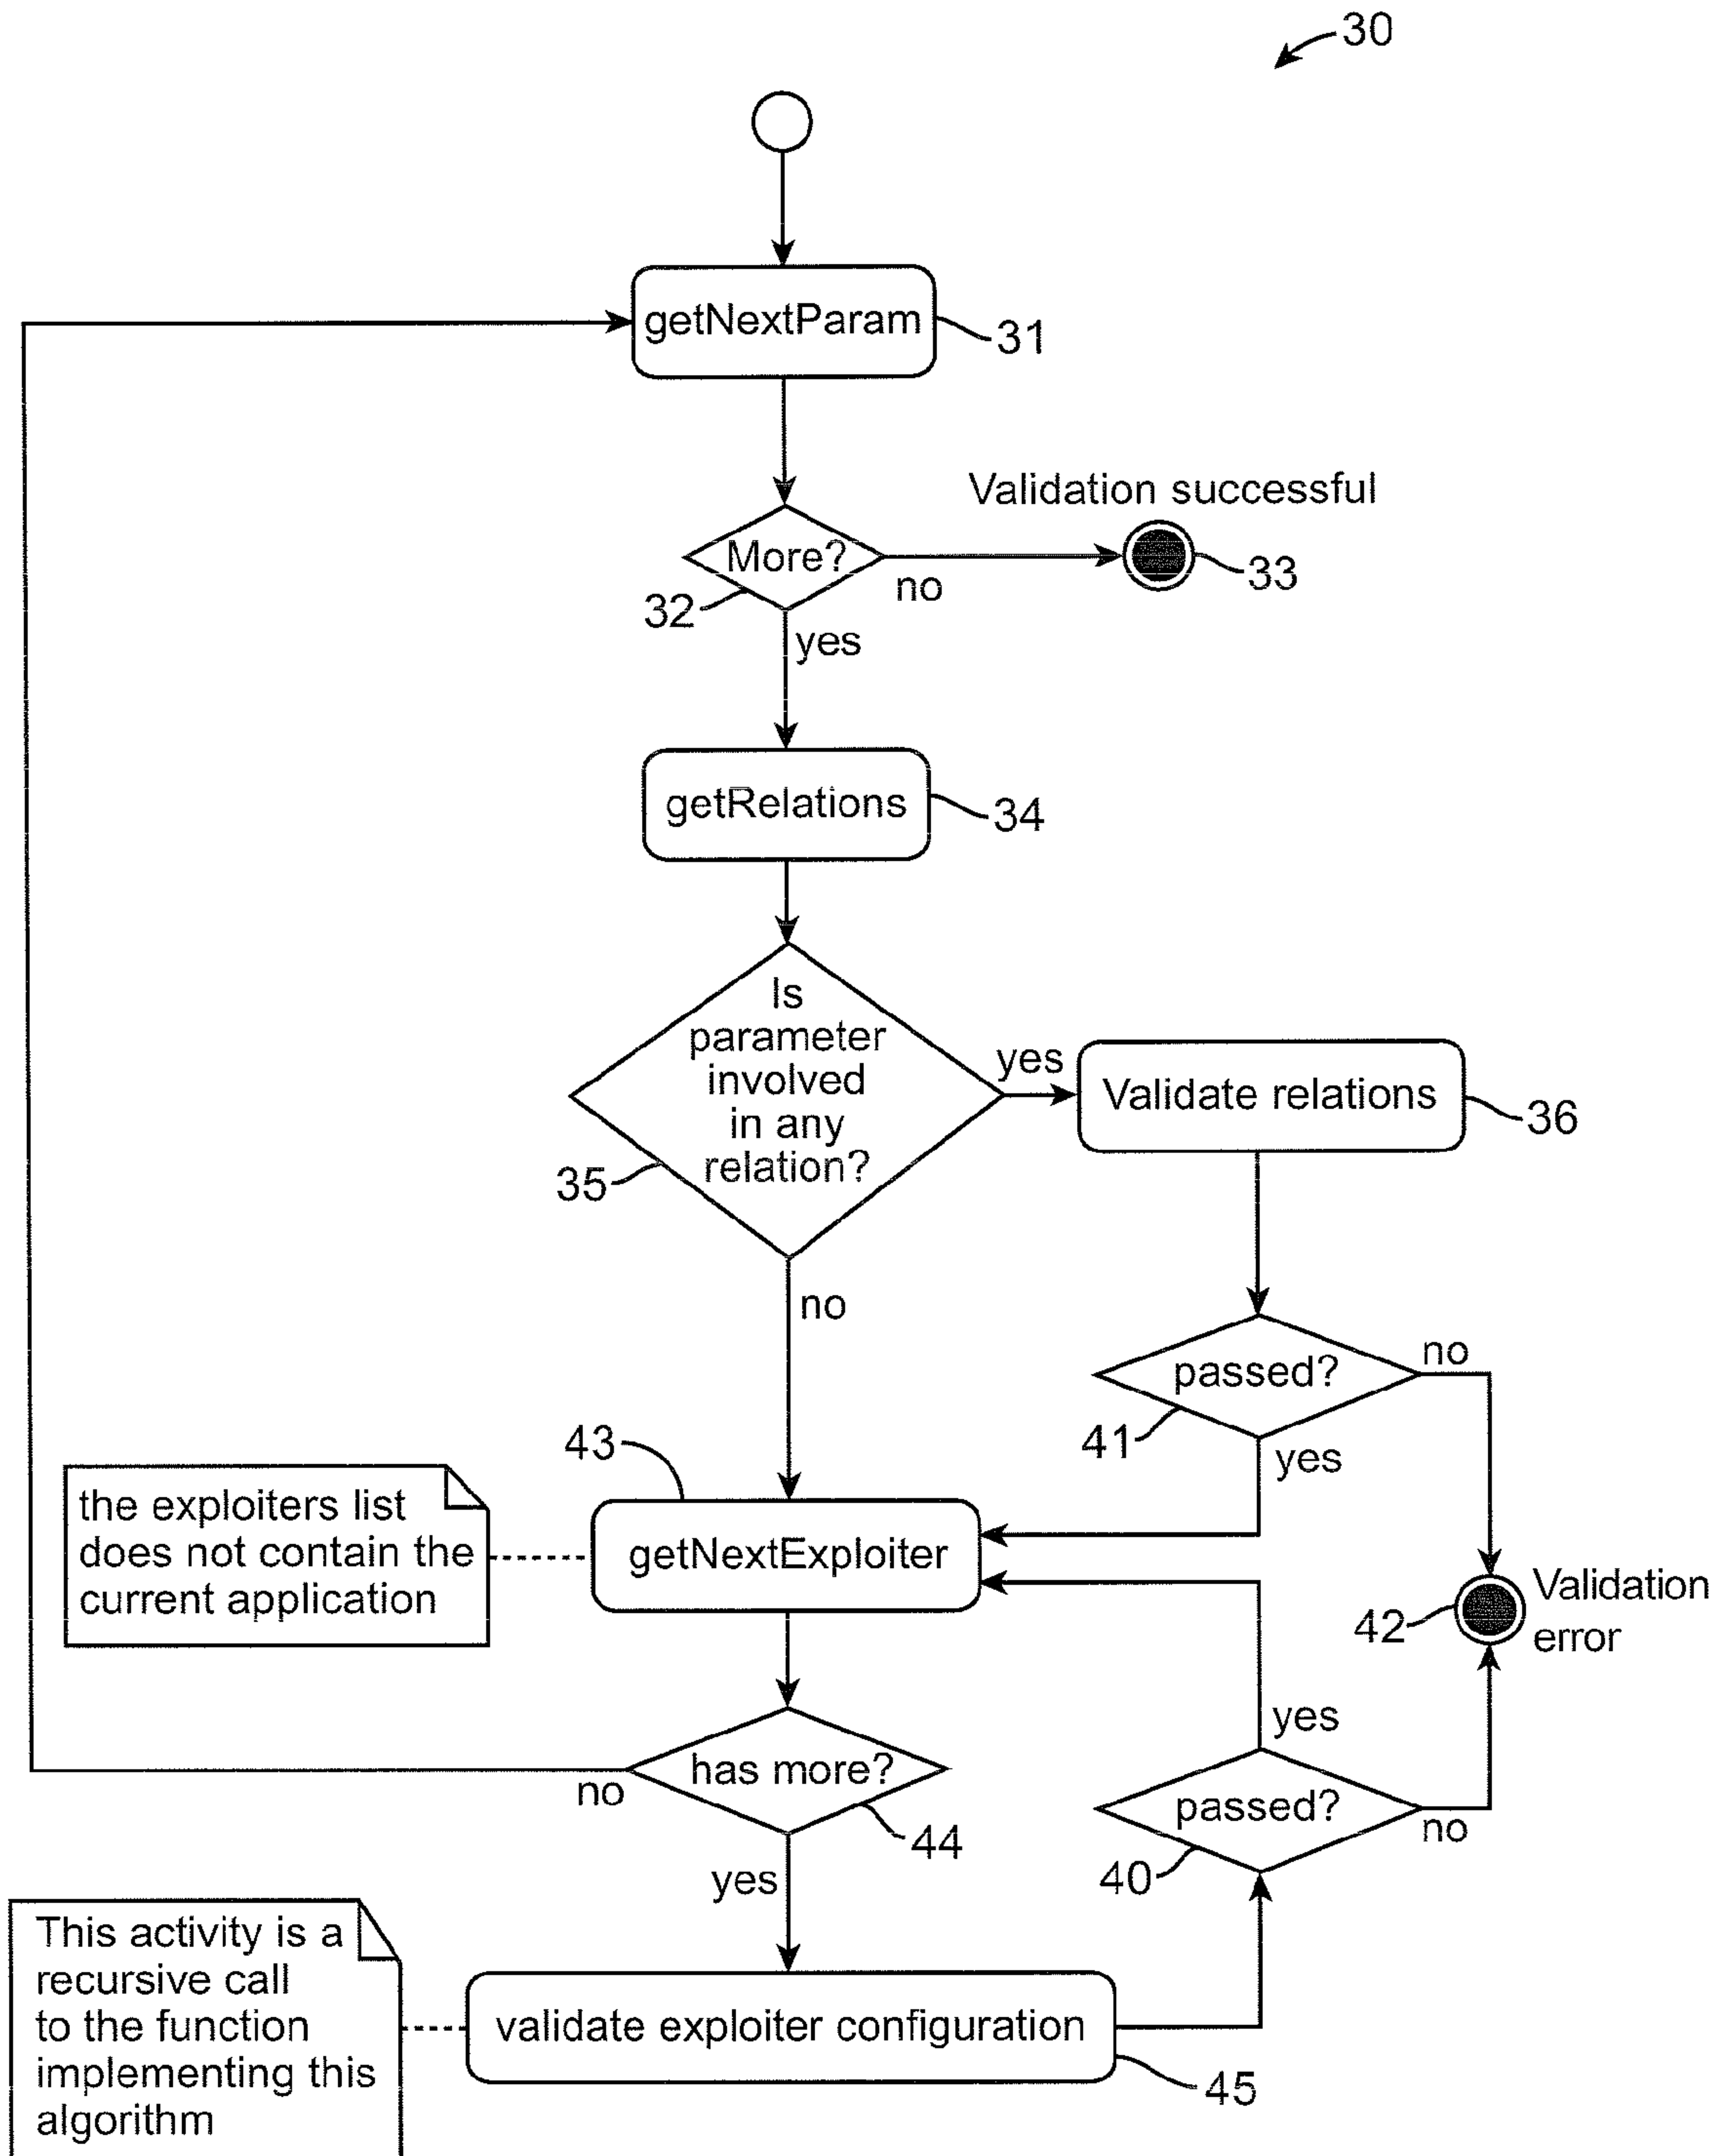 30
getNextParam
31
Validation successful
More?
no
33
32
yes
getRelations
34
Is
parameter
involved
in any
relation?
yes
Validate relations
36
35
no
passed?
no
41
yes
43
the exploiters list
does not contain the
current application
getNextExploiter
42
Validation
error
has more?
no
44
yes
yes
passed?
no
40
This activity is a
recursive call
to the function
implementing this
algorithm
validate exploiter configuration
45